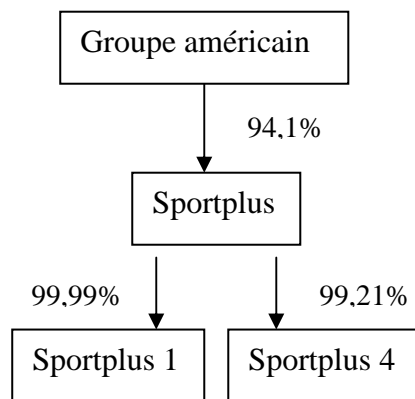 Groupe américain
94,1%
Sportplus
99,99%
99,21%
Sportplus 1
Sportplus 4